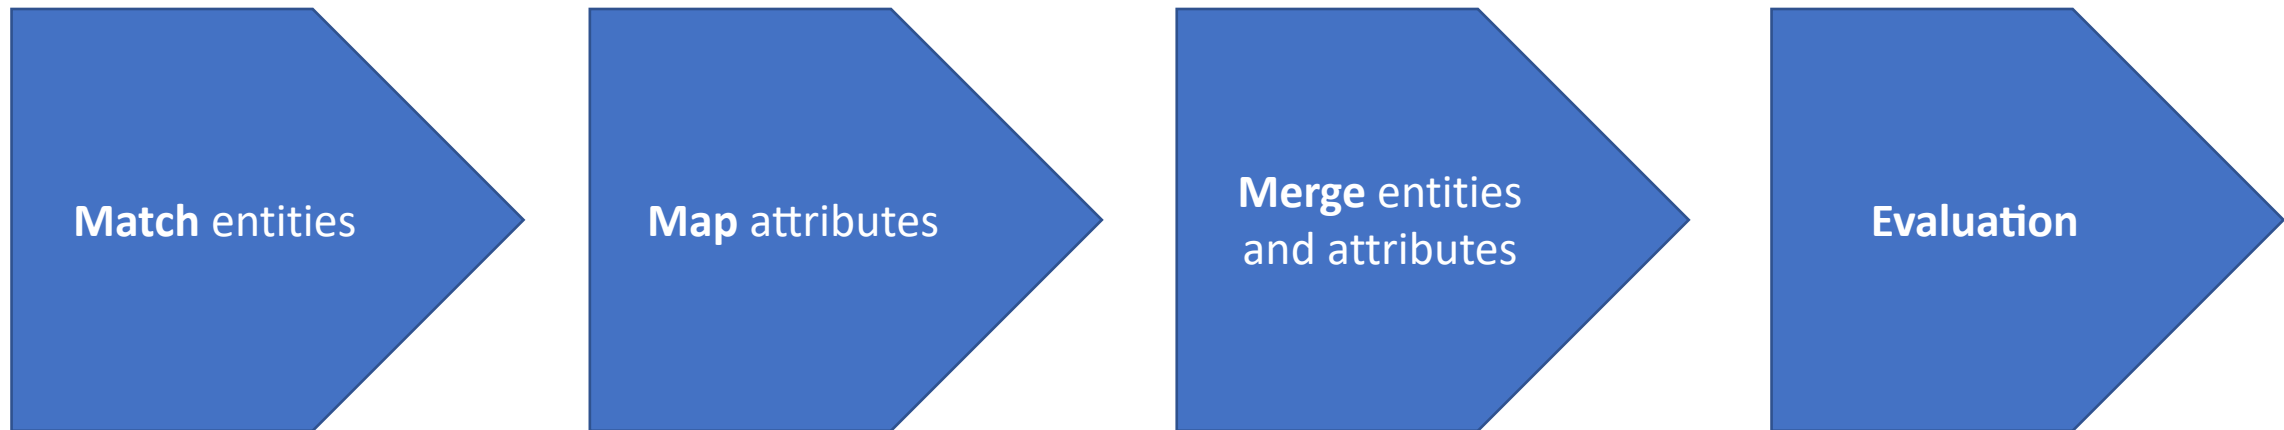 Match entities
Map attributes
Merge entities
and attributes
Evaluation